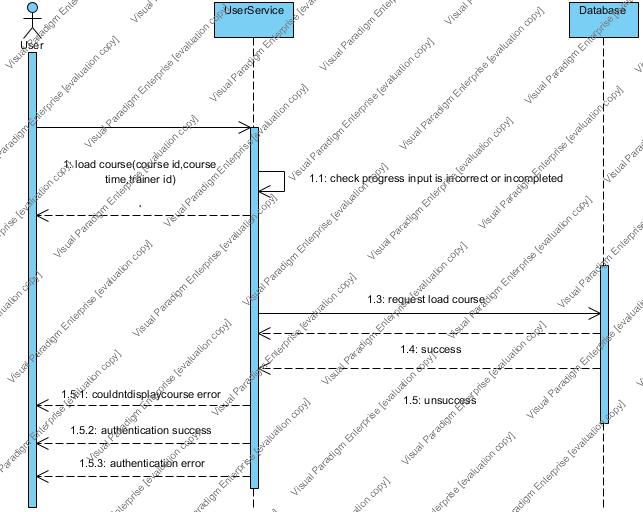 UserService
Database
User
1: load course(course id,course
time,trainer id)
1.1: check progress input is incorrect or incompleted
.
1.3: request load course
1.4: success
1.5.1: couldntdisplaycourse error
1.5: unsuccess
1.5.2: authentication success
1.5.3: authentication error
Visual Paradigm Enterprise [evaluation copy]